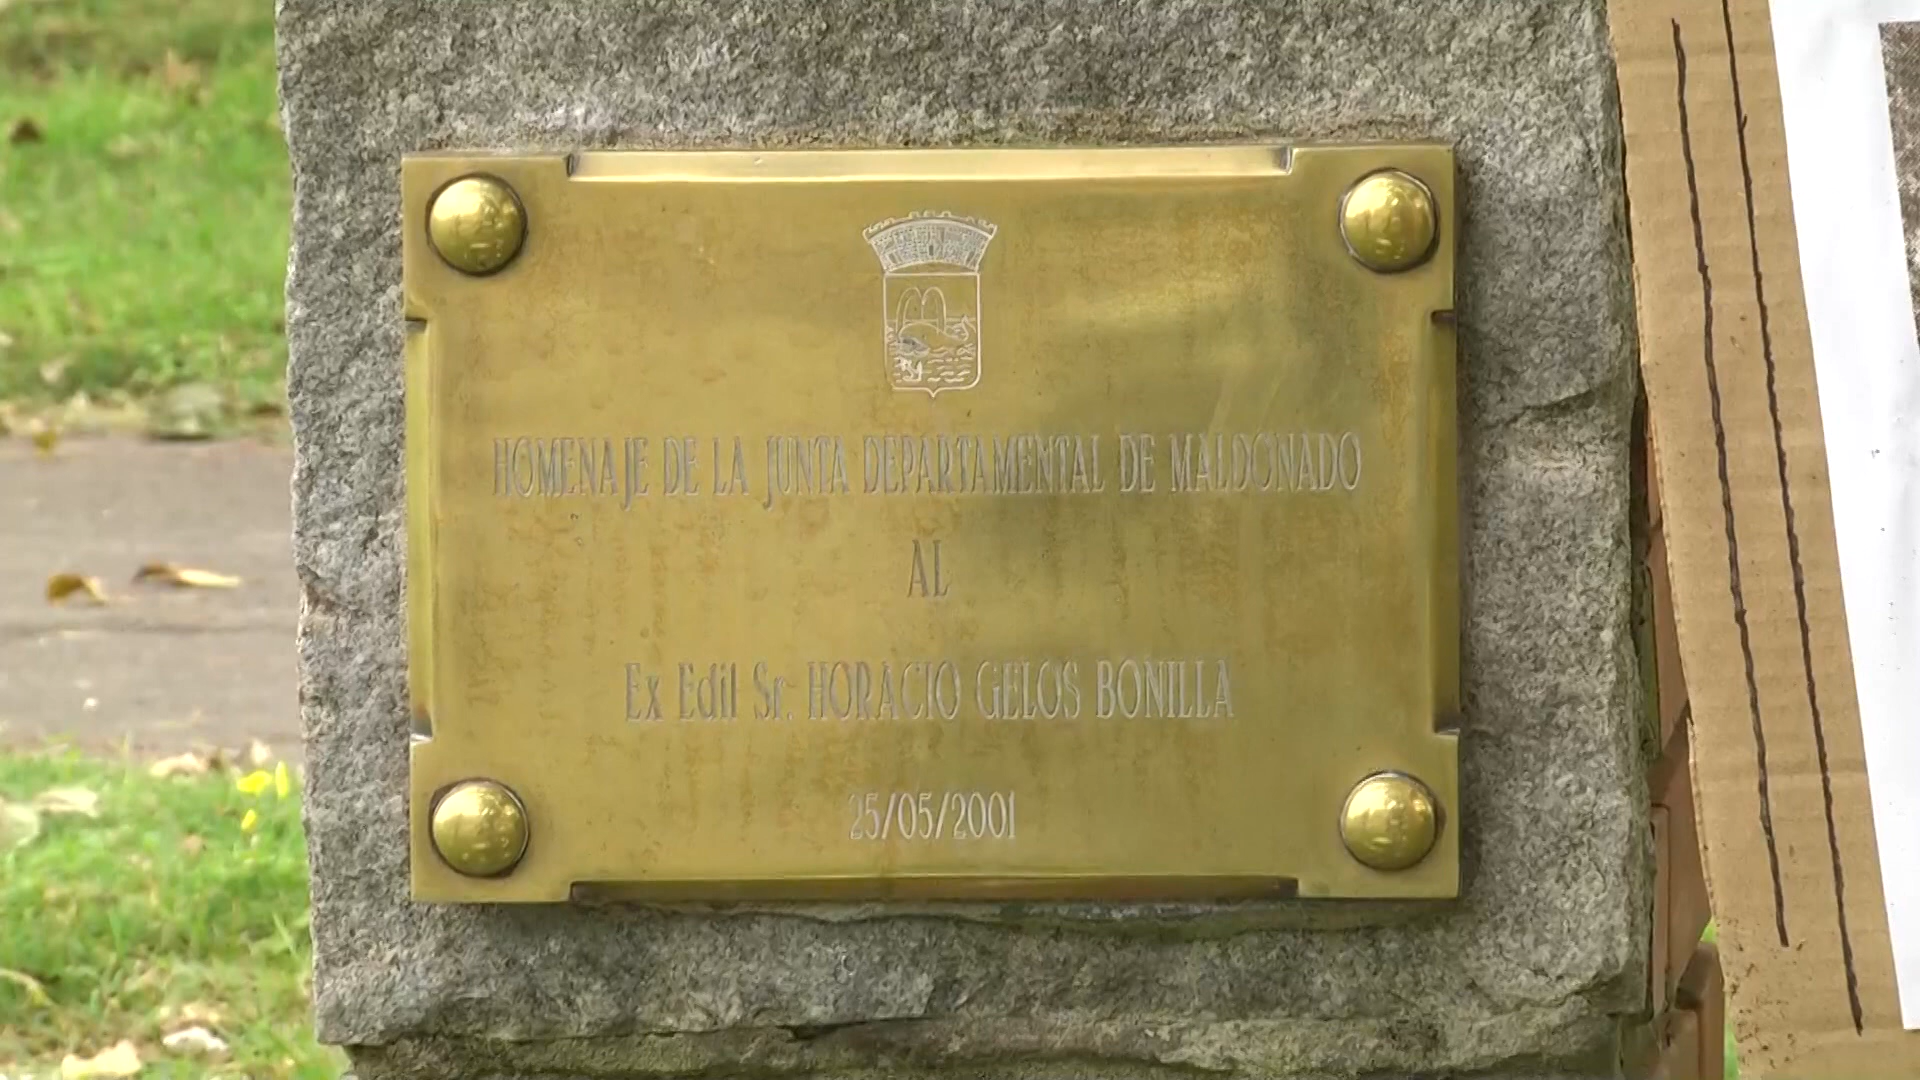 HOMENAJE DE LA JUNTA DEPARTAMENTAL DE MALDONADO
AL
Ex Edil Sr. HORACIO GELOS BONILLA
25/05/2001